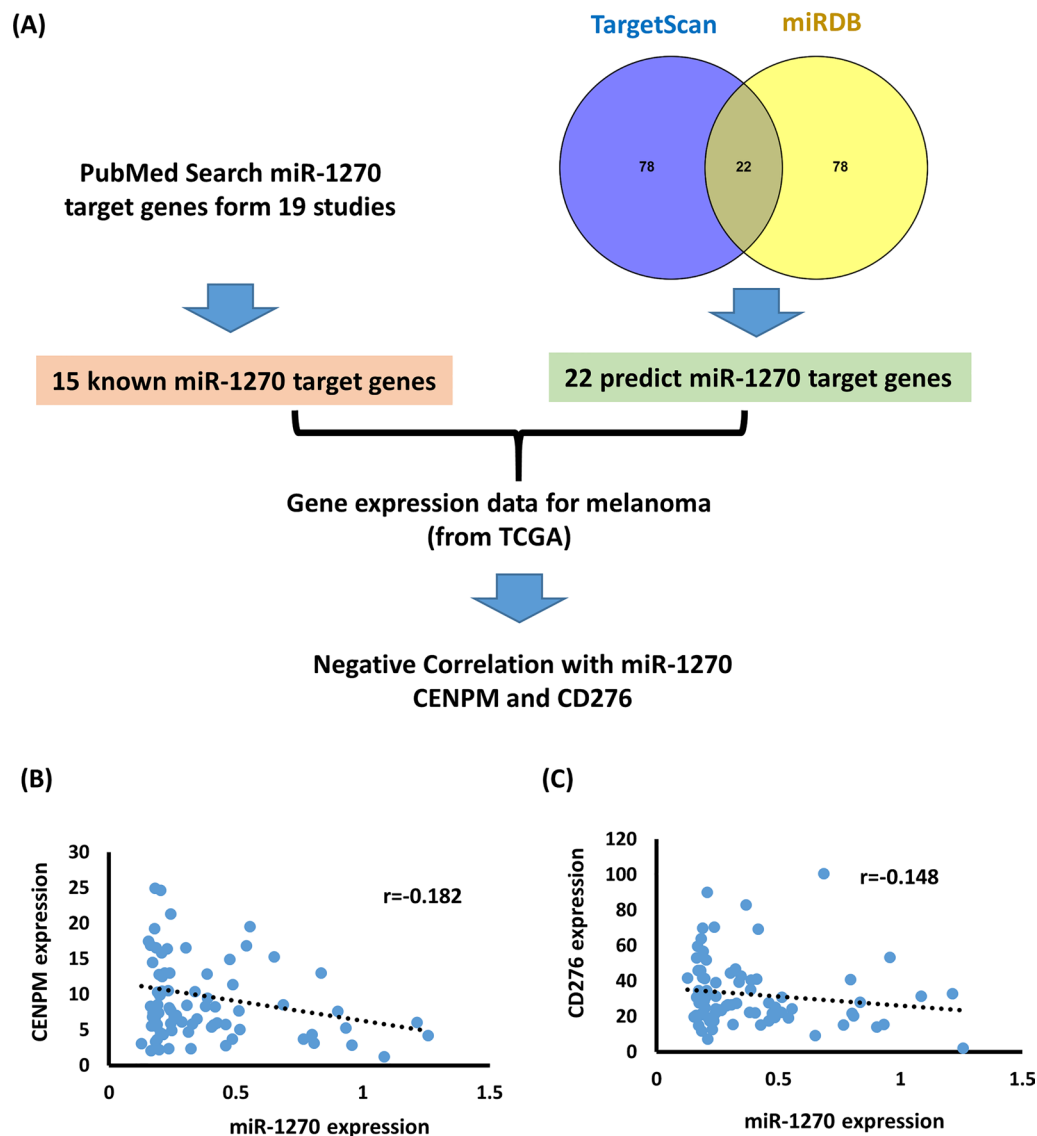 (A)
TargetScan miRDB
78 22 78
PubMed Search miR-1270
target genes form 19 studies
15 known miR-1270 target genes
22 predict miR-1270 target genes
Gene expression data for melanoma
(from TCGA)
Negative Correlation with miR-1270
CENPM and CD276
(B)
CENPM expression
30
25
20
15
10
5
0
r=-0.182
0 0.5 1 1.5
miR-1270 expression
(C)
CD276 expression
120
100
80
60
40
20
0
r=-0.148
0 0.5 1 1.5
miR-1270 expression